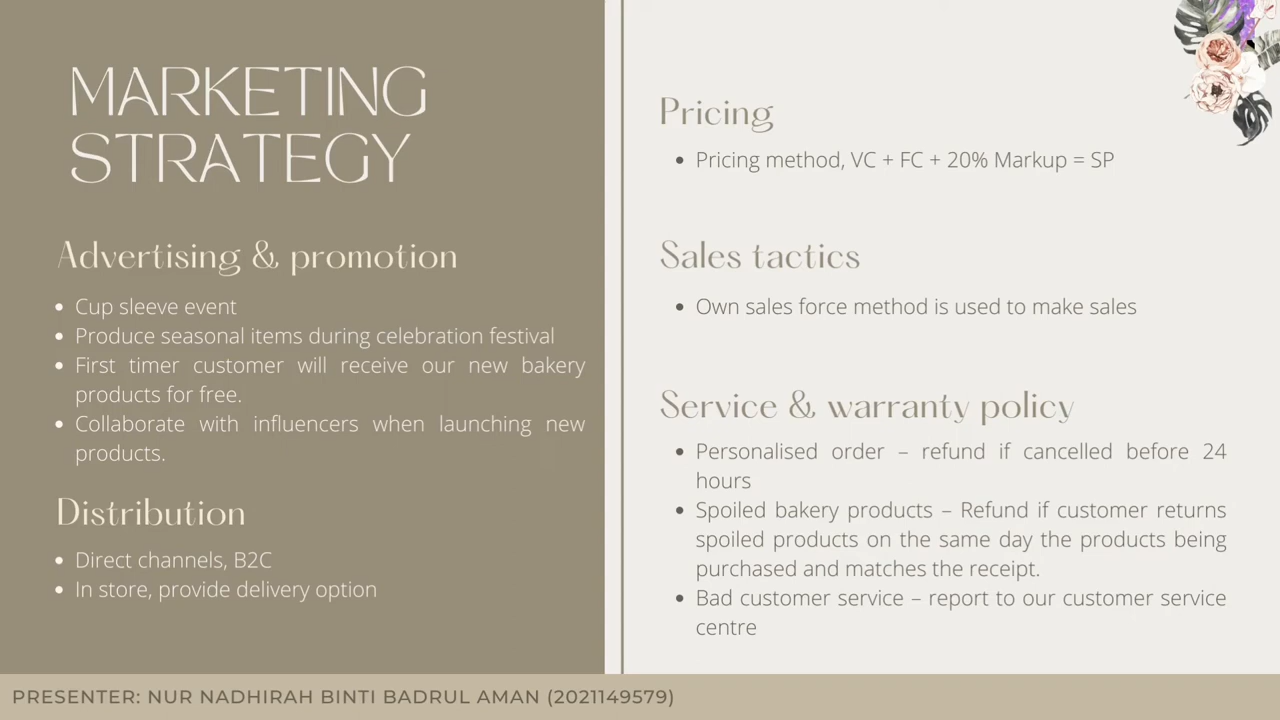 MARKETING
STRATEGY
Advertising & promotion
Cup sleeve event
Produce seasonal items during celebration festival
First timer customer will receive our new bakery
products for free.
Collaborate with influencers when launching new
products.
Distribution
Direct channels, B2C
In store, provide delivery option
Pricing
Pricing method, VC + FC + 20% Markup = SP
Sales tactics
Own sales force method is used to make sales
Service & warranty policy
Personalised order – refund if cancelled before 24
hours
Spoiled bakery products – Refund if customer returns
spoiled products on the same day the products being
purchased and matches the receipt.
Bad customer service – report to our customer service
centre
PRESENTER: NUR NADHIRAH BINTI BADRUL AMAN (2021149579)